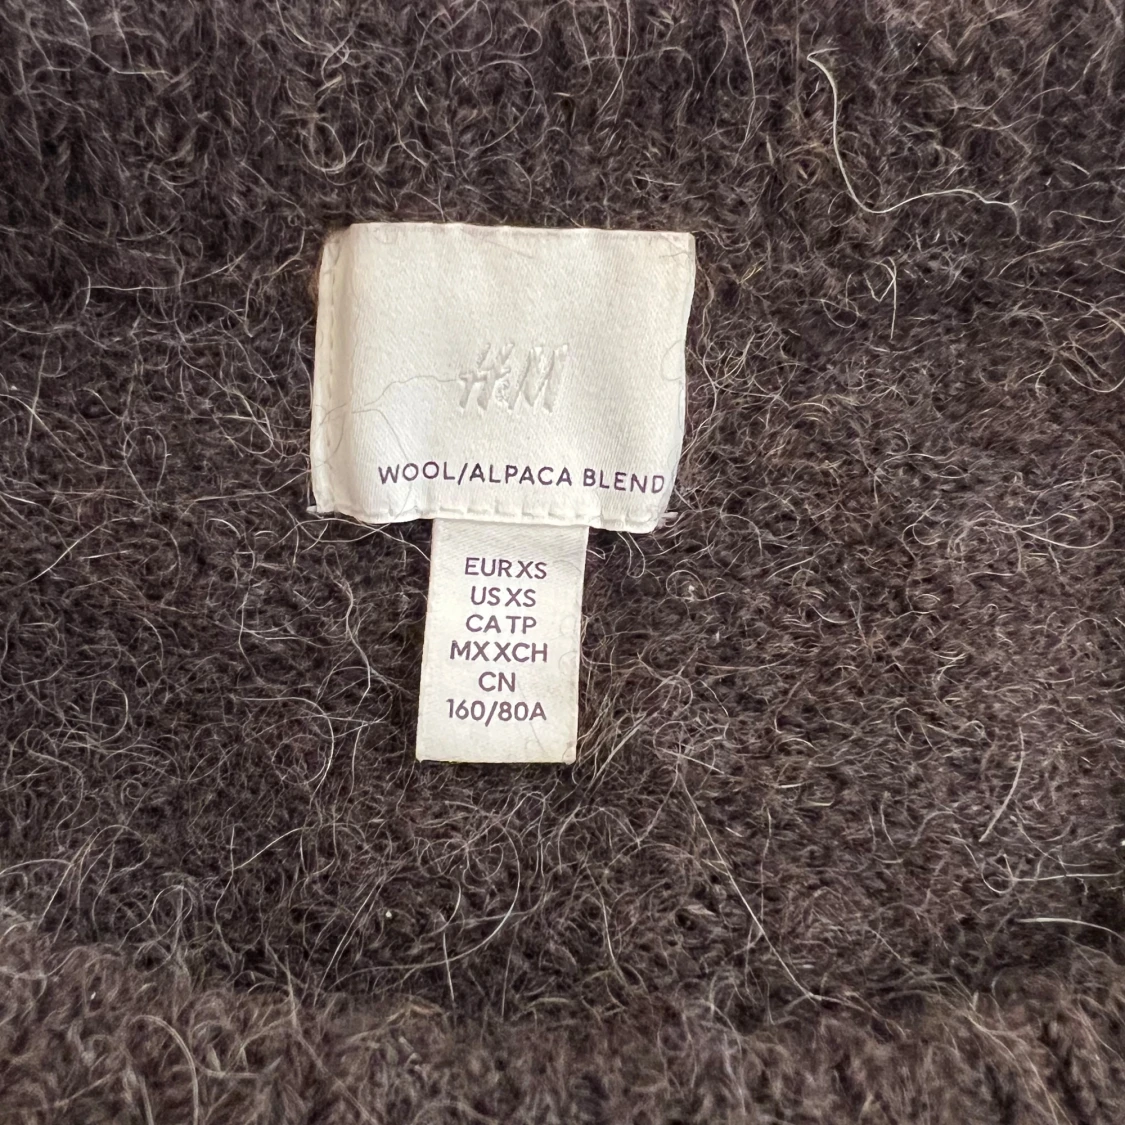 H&M
WOOL/ALPACA BLEND
EUR XS
US XS
CA TP
MX XCH
CN
160/80A